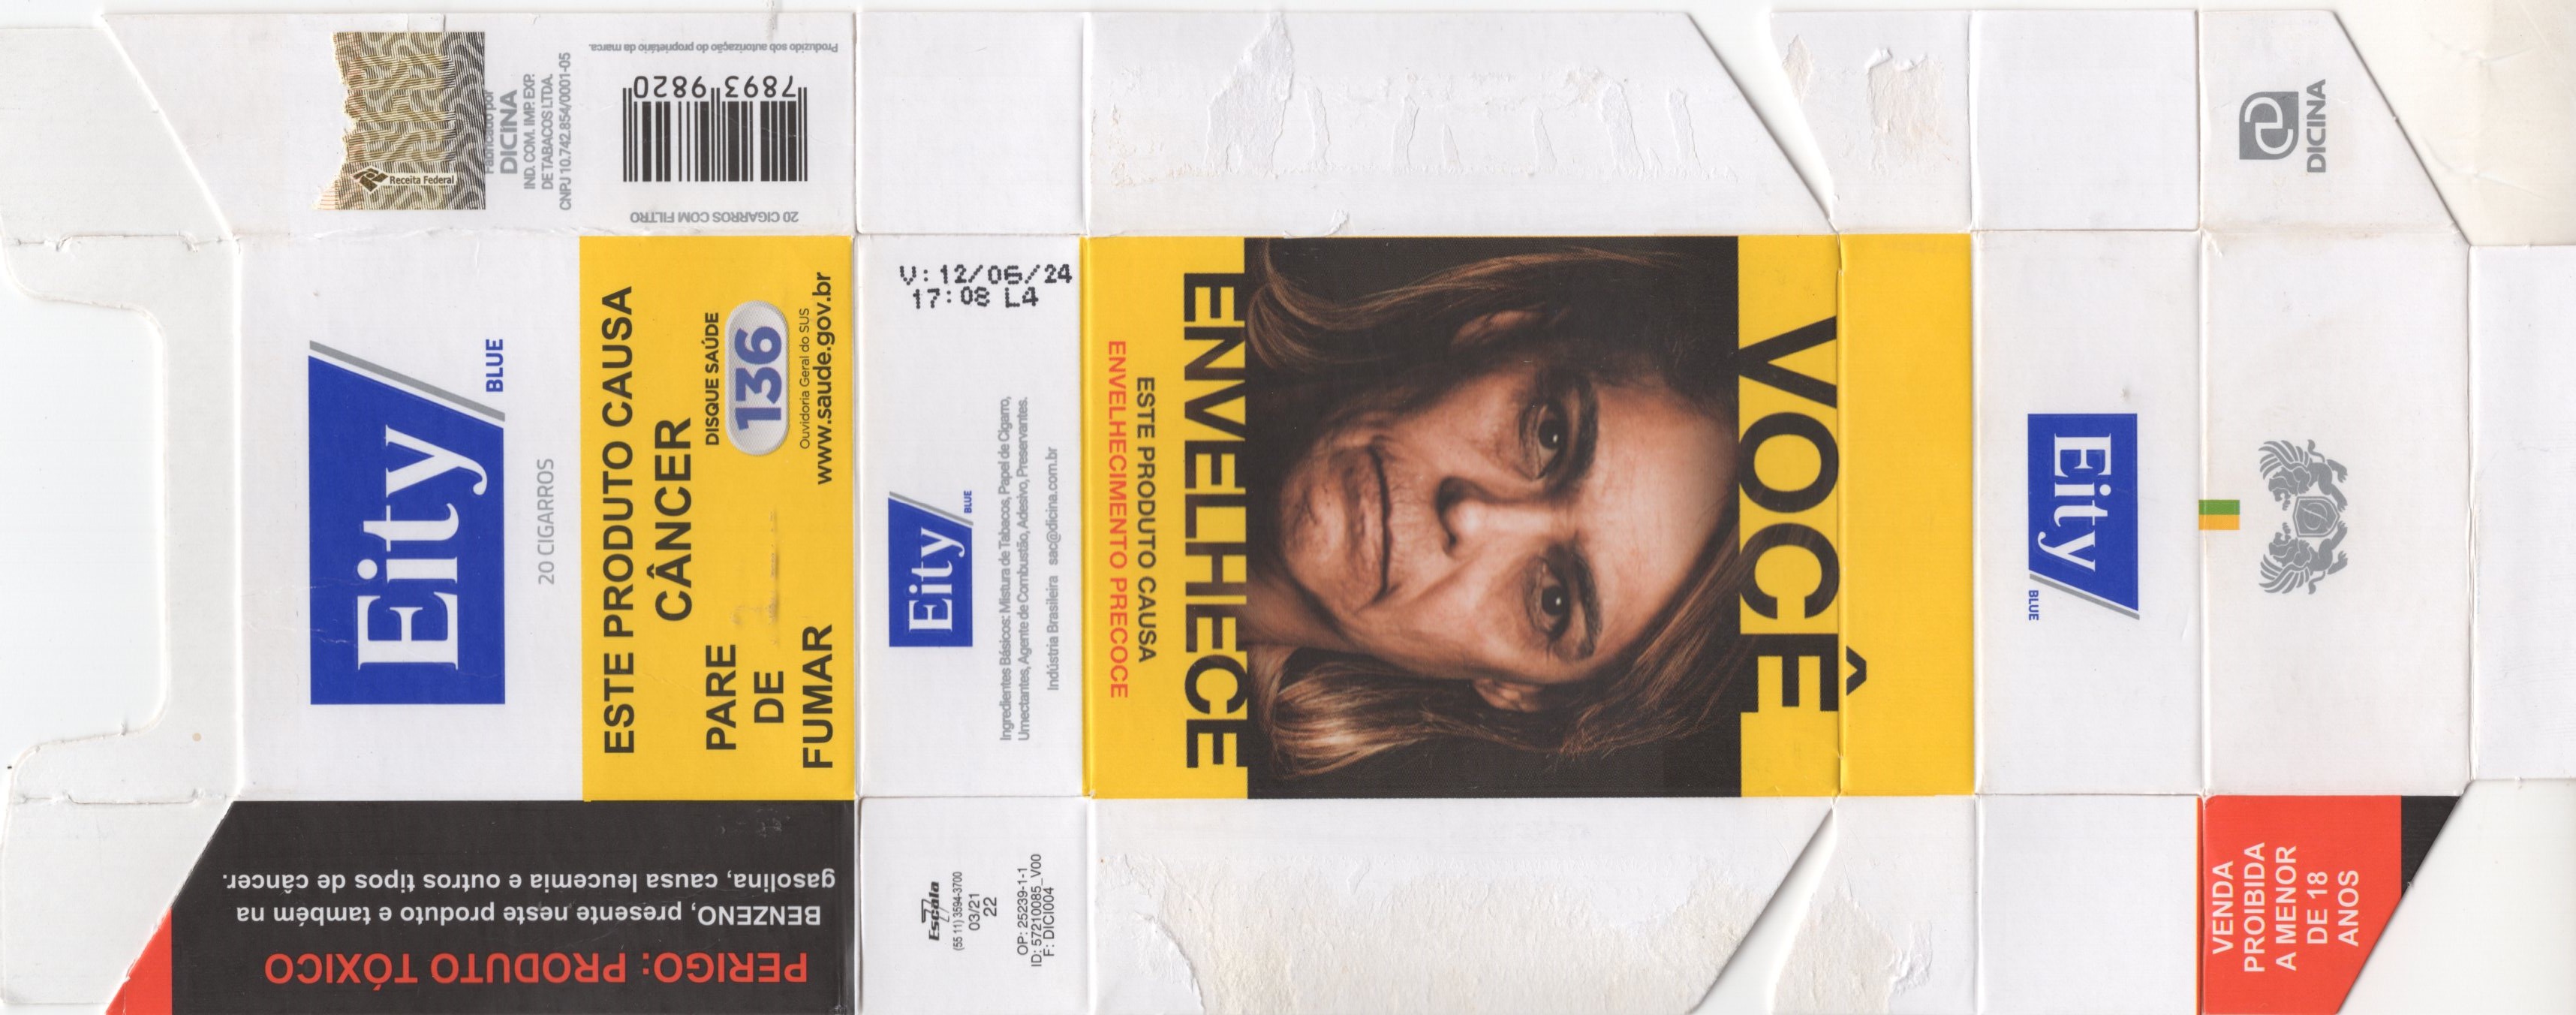 Receita Federal
Fabricado por
DICINA
IND. COM. IMP. EXP.
DE TABACOS LTDA.
CNPJ 10.742.854/0001-05
Produzido sob autorização do proprietário da marca.
7893 9820
20 CIGARROS COM FILTRO
Eity
BLUE
20 CIGARROS
ESTE PRODUTO CAUSA
CÂNCER
PARE
DE
FUMAR
DISQUE SAÚDE
136
Ouvidoria Geral do SUS
www.saude.gov.br
PERIGO: PRODUTO TÓXICO
BENZENO, presente neste produto e também na
gasolina, causa leucemia e outros tipos de câncer.
V: 12/06/24
17:08 L4
Eity
BLUE
Ingredientes Básicos: Mistura de Tabacos, Papel de Cigarro,
Umectantes, Agente de Combustão, Adesivo, Preservantes.
Indústria Brasileira sac@dicina.com.br
Escala
(55 11) 3594-3700
03/21
22
OP: 252239-1-1
ID: 57210085_V00
F: DICI004
VOCÊ
ENVELHECE
ESTE PRODUTO CAUSA
ENVELHECIMENTO PRECOCE
Eity
BLUE
DICINA
VENDA
PROIBIDA
A MENOR
DE 18
ANOS